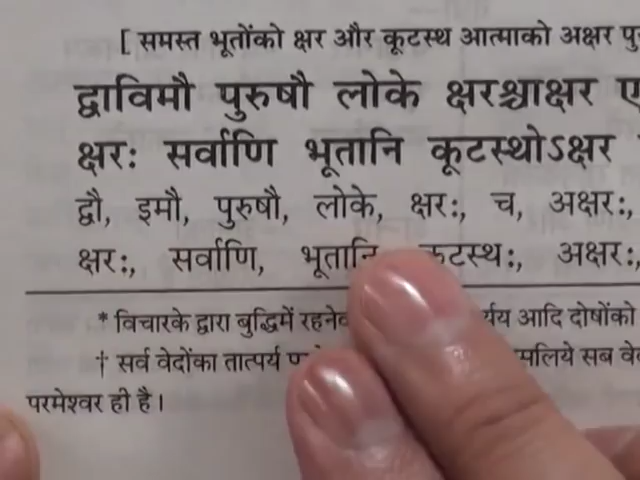 [ समस्त भूतोंको क्षर और कूटस्थ आत्माको अक्षर
द्वाविमौ पुरुषौ लोके क्षरश्चाक्षर
क्षरः सर्वाणि भूतानि कूटस्थोऽक्षर
द्वौ, इमौ, पुरुषौ, लोके, क्षरः, च, अक्षरः,
क्षरः, सर्वाणि, भूतानि कूटस्थः, अक्षरः,
* विचारके द्वारा बुद्धिमें आदि दोषोंको
† सर्व वेदोंका तात्पर्य सब
परमेश्वर ही है।